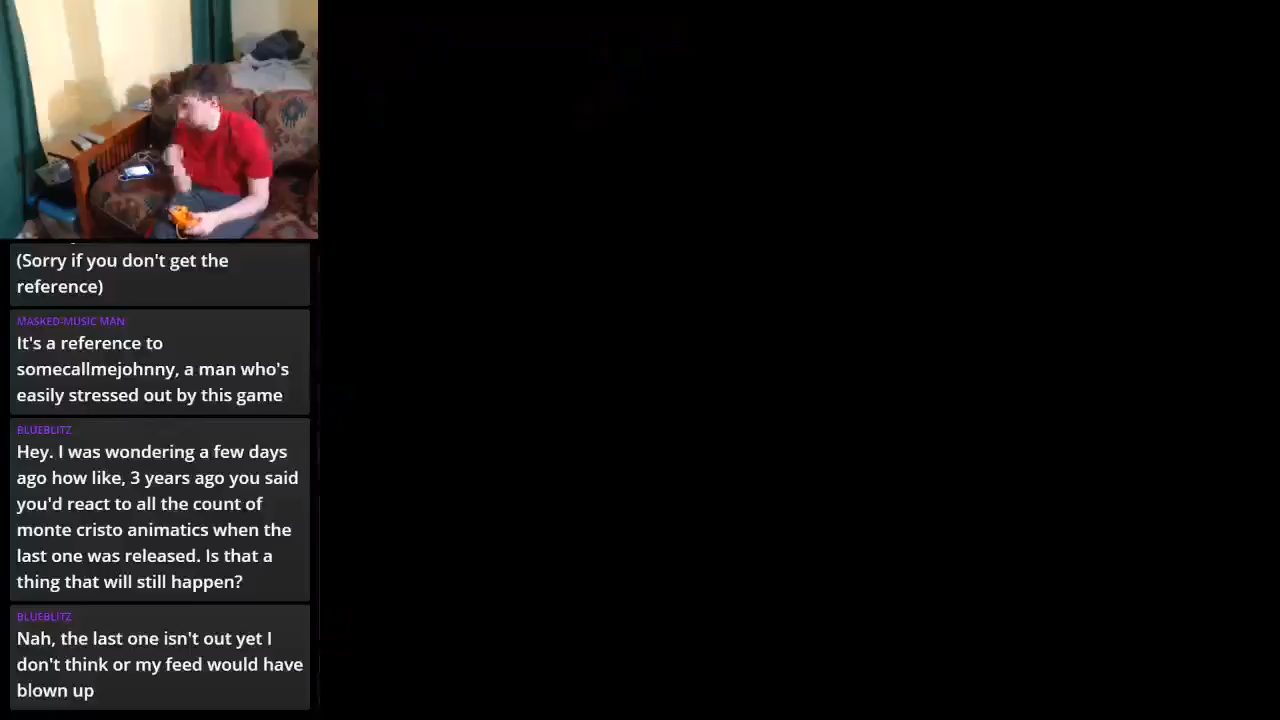 (Sorry if you don't get the
reference)
MASKED-MUSIC MAN
It's a reference to
somecallmejohnny, a man who's
easily stressed out by this game
BLUEBLITZ
Hey. I was wondering a few days
ago how like, 3 years ago you said
you'd react to all the count of
monte cristo animatics when the
last one was released. Is that a
thing that will still happen?
BLUEBLITZ
Nah, the last one isn't out yet I
don't think or my feed would have
blown up